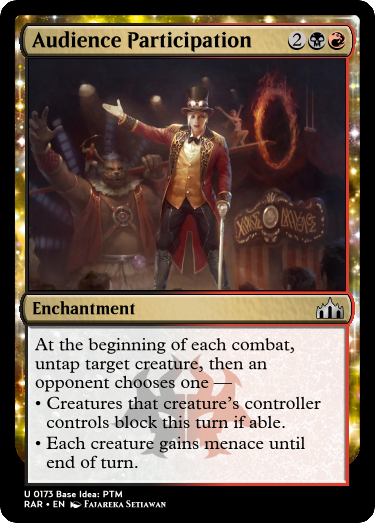 Audience Participation 2
Enchantment
At the beginning of each combat,
untap target creature, then an
opponent chooses one —
• Creatures that creature's controller
controls block this turn if able.
• Each creature gains menace until
end of turn.
U 0173 Base Idea: PTM
RAR • EN Fajareka Setiawan